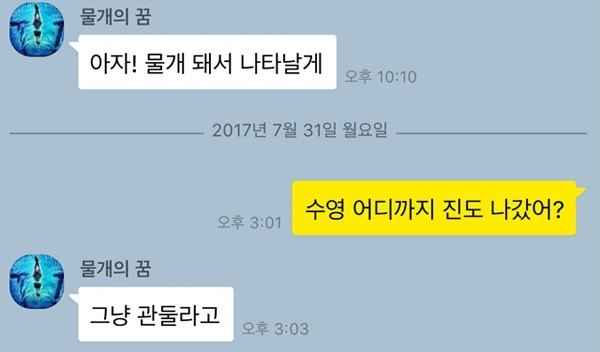 물개의 꿈
아자! 물개 돼서 나타날게
오후 10:10
2017년 7월 31일 월요일
수영 어디까지 진도 나갔어?
오후 3:01
물개의 꿈
그냥 관둘라고
오후 3:03